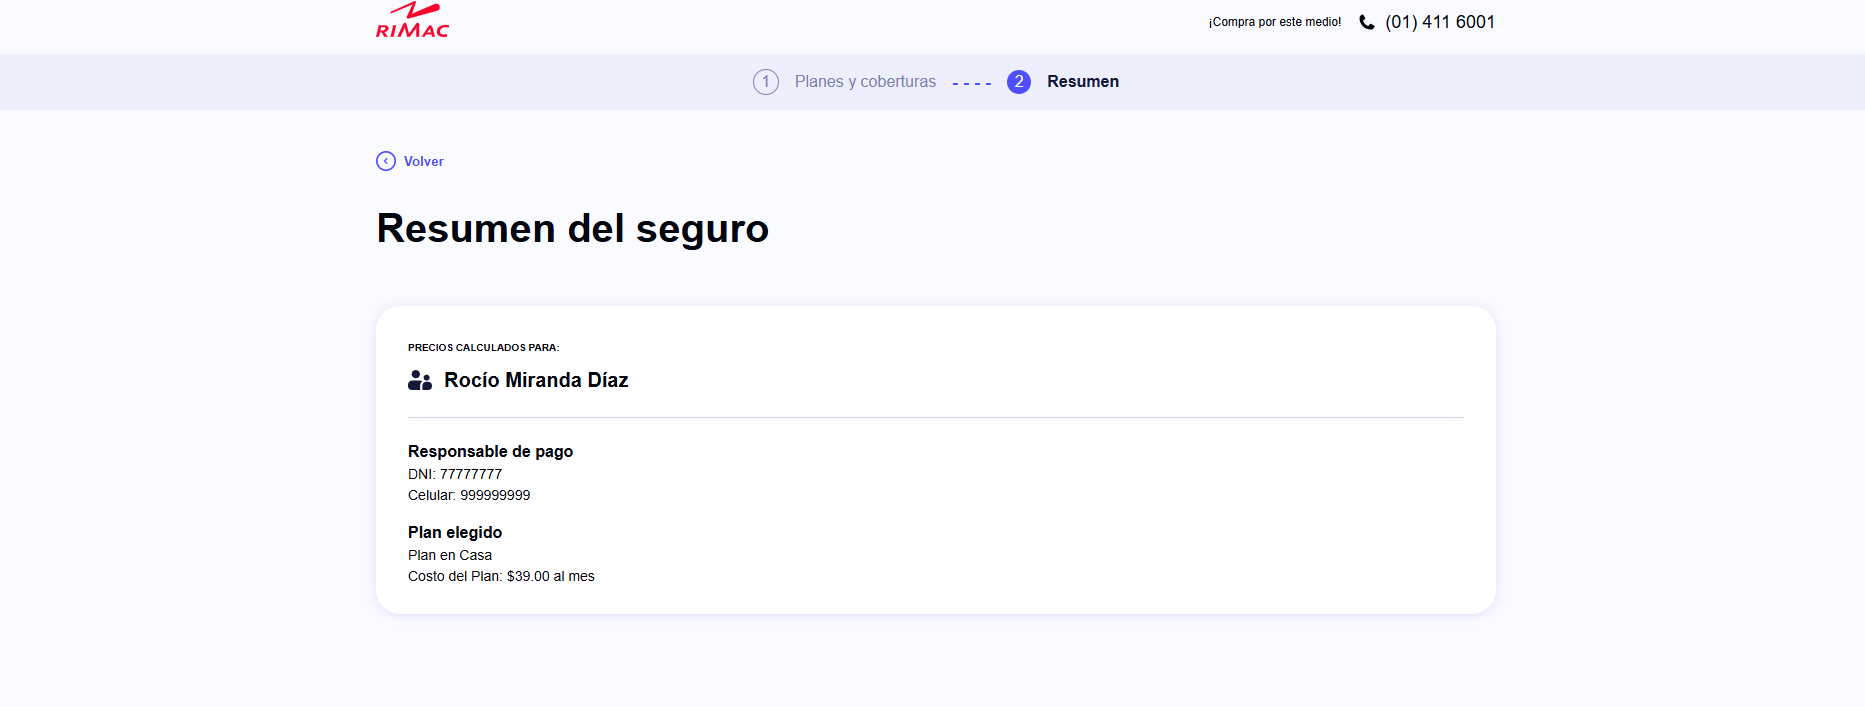 RIMAC
¡Compra por este medio! (01) 411 6001
1 Planes y coberturas ---- 2 Resumen
Volver
Resumen del seguro
PRECIOS CALCULADOS PARA:
Rocío Miranda Díaz
Responsable de pago
DNI: 77777777
Celular: 999999999
Plan elegido
Plan en Casa
Costo del Plan: $39.00 al mes